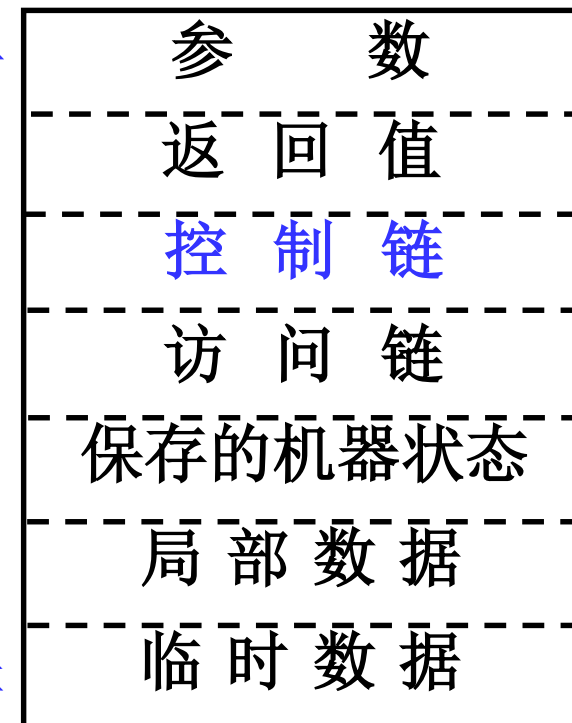 参数
返回值
控制链
访问链
保存的机器状态
局部数据
临时数据